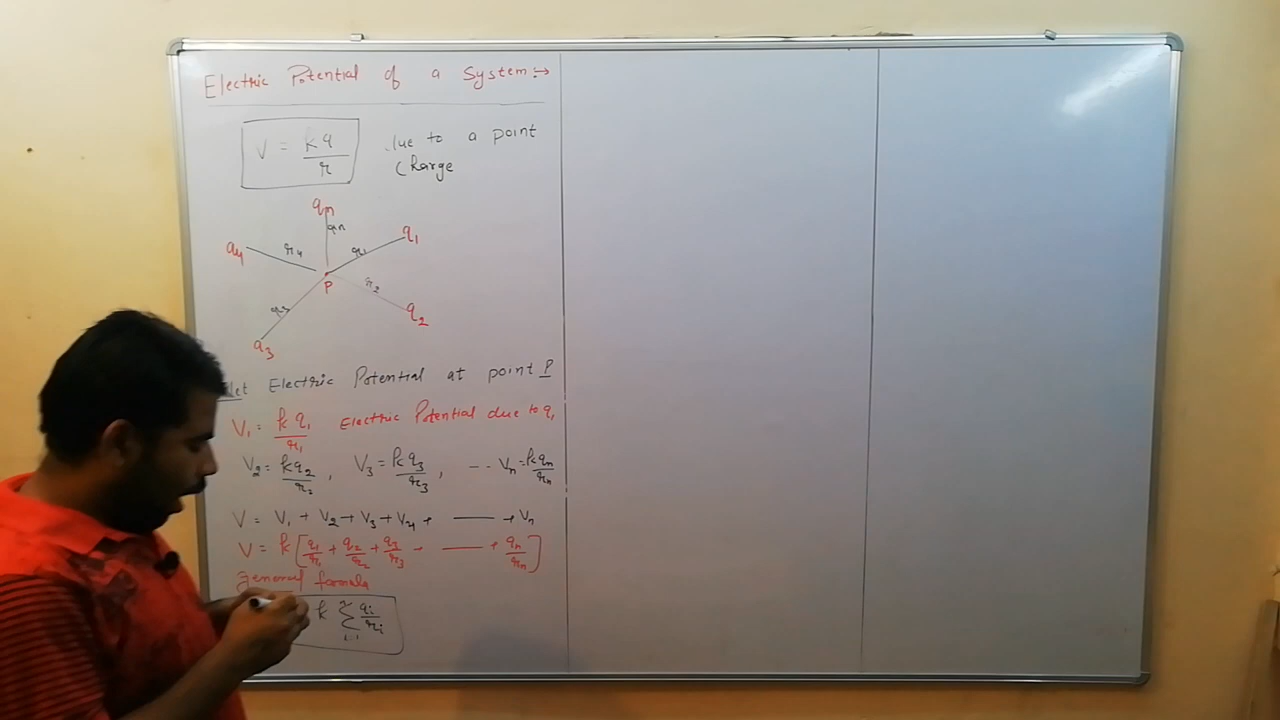 Electric Potential of a System:→
V = kq/r due to a point
charge
qn
rn
q1
r1
q4
r4
P
r2
q2
r3
q3
Net Electric Potential at point P
V1 = kq1/r1 Electric Potential due to q1
V2 = kq2/r2, V3 = kq3/r3, -- Vn = kqn/rn
V = V1 + V2 + V3 + V4 + —— + Vn
V = k[q1/r1 + q2/r2 + q3/r3 + —— + qn/rn]
general formula
k Σ qi/ri
n
i=1